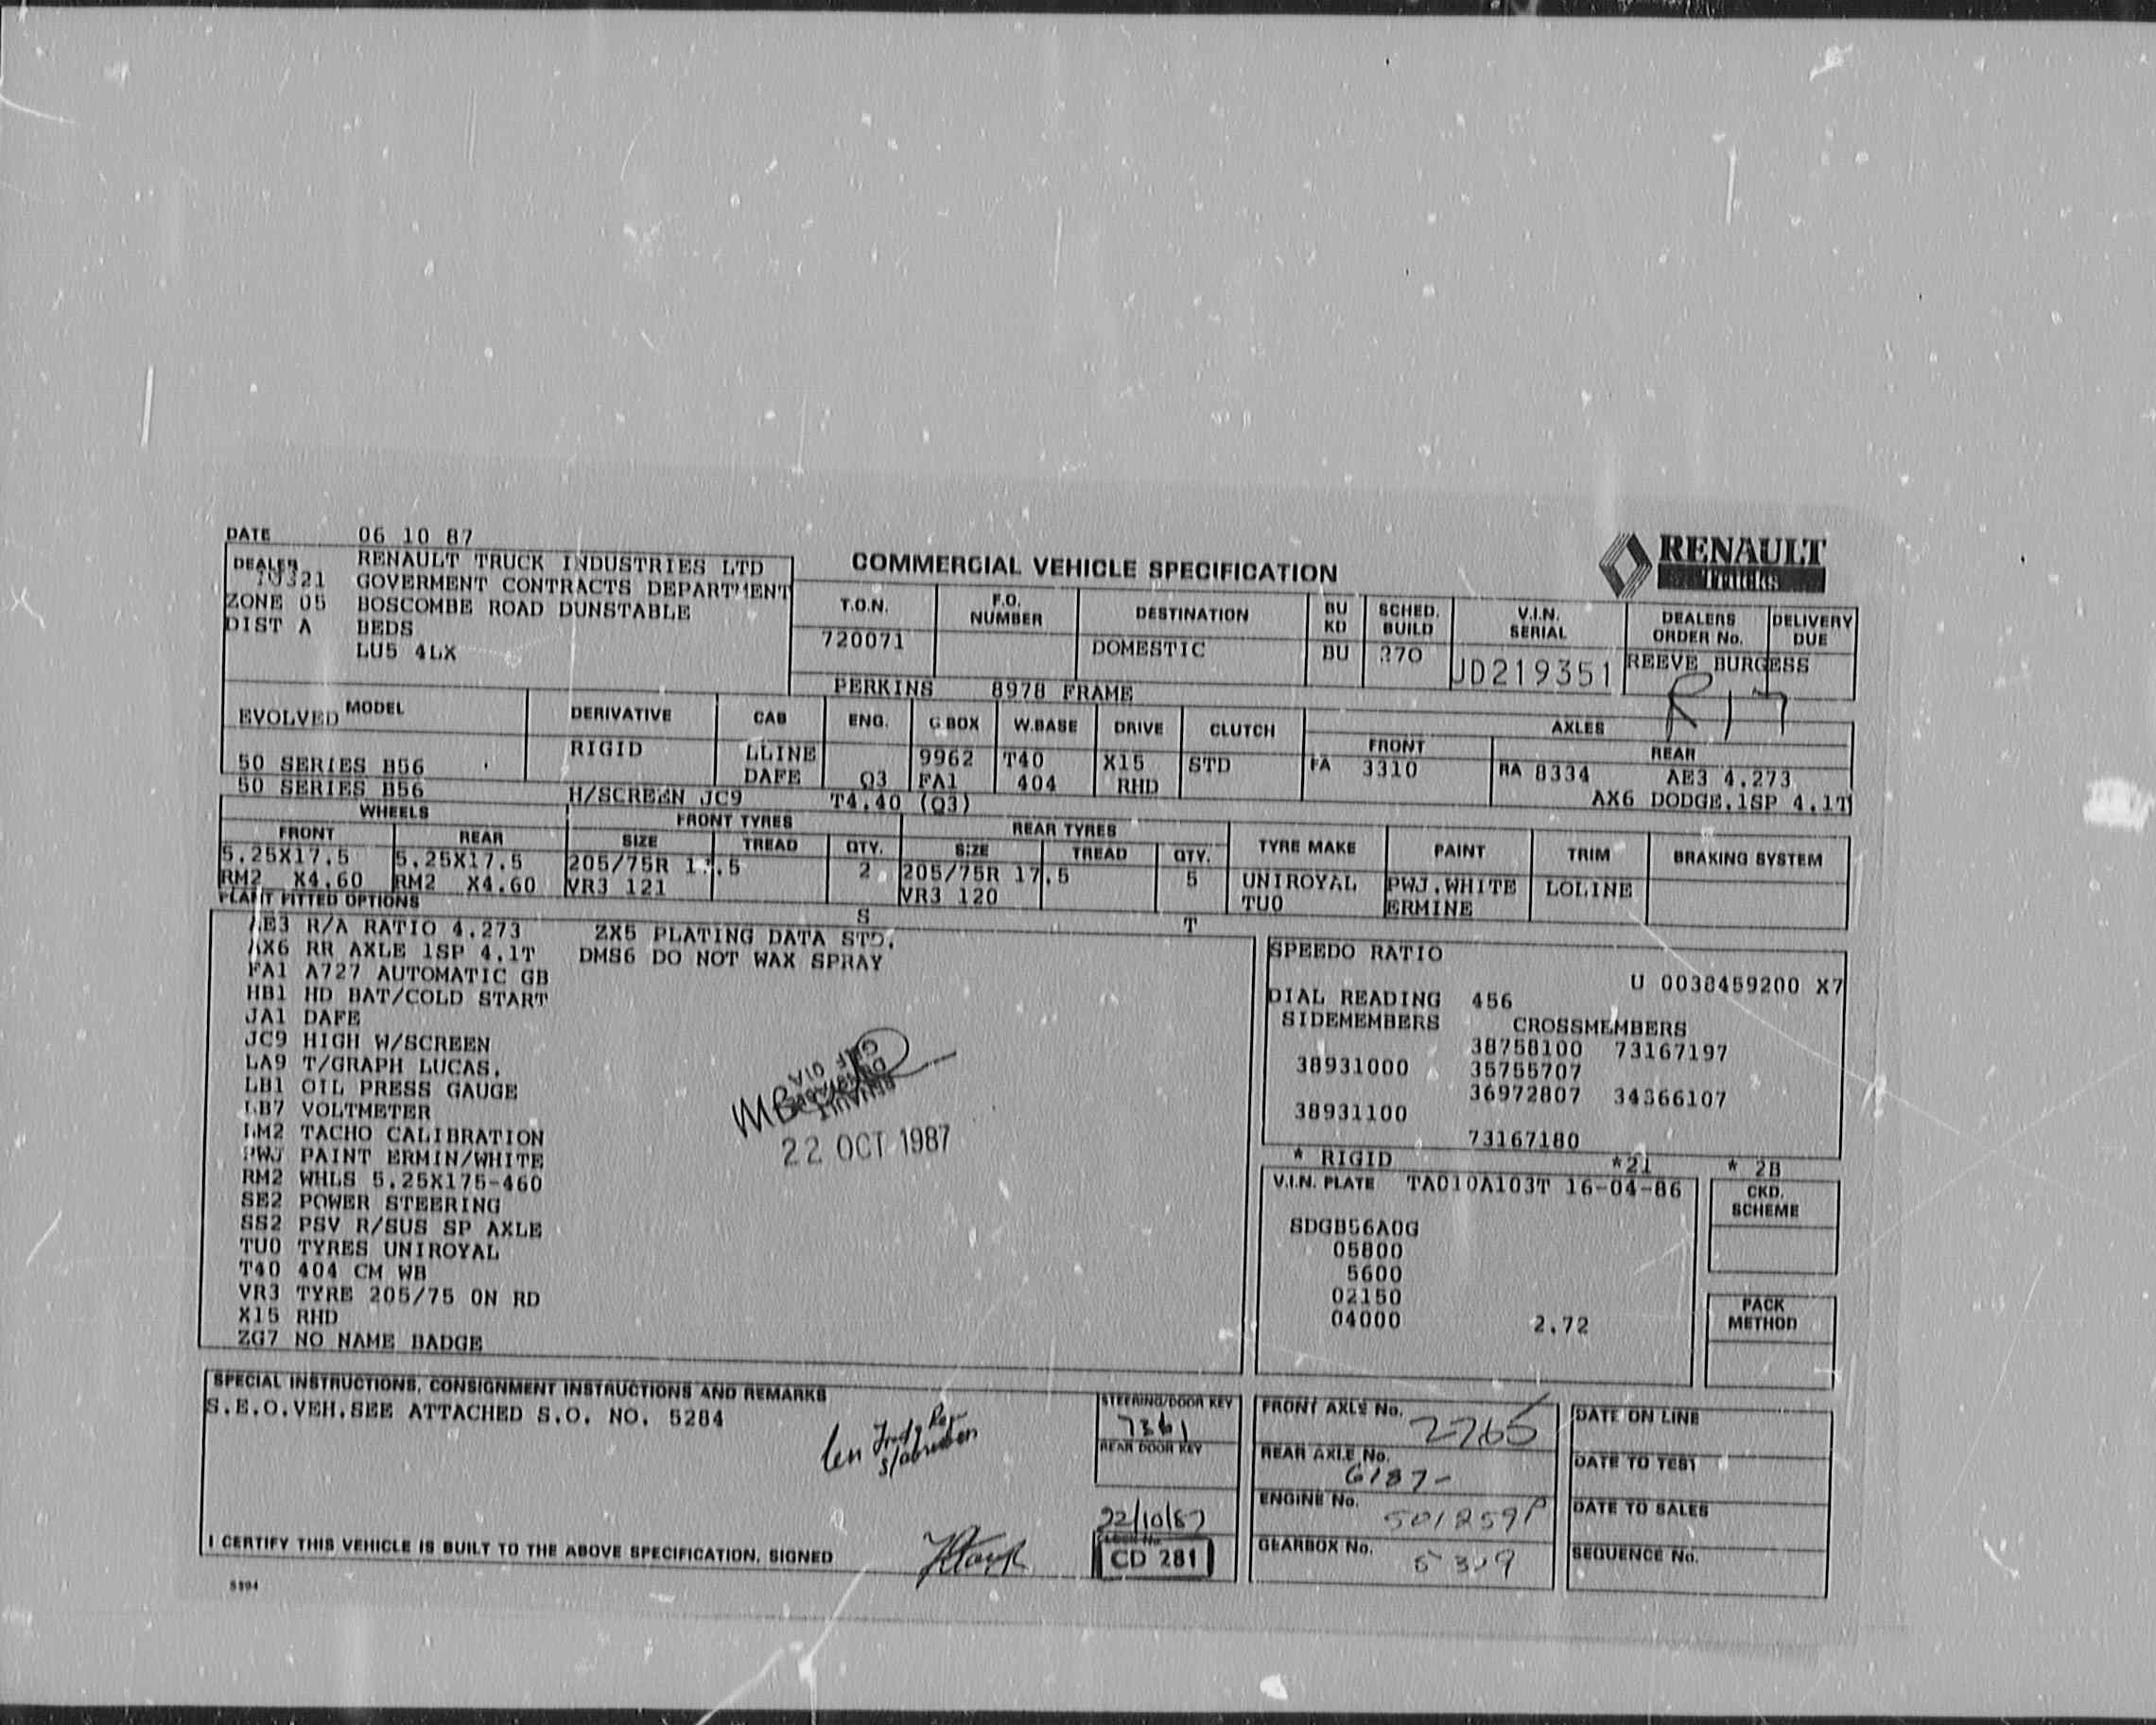 DATE 06 10 87
DEALER RENAULT TRUCK INDUSTRIES LTD
GOVERMENT CONTRACTS DEPARTMENT
ZONE 05 BOSCOMBE ROAD DUNSTABLE
DIST A BEDS
LU5 4LX
COMMERCIAL VEHICLE SPECIFICATION
RENAULT
Trucks
T.O.N. F.O. NUMBER DESTINATION BU KD SCHED. BUILD V.I.N. SERIAL DEALERS ORDER No. DELIVERY DUE
720071 DOMESTIC BU 270 JD219351 REEVE BURGESS
R17
PERKINS 8978 FRAME
EVOLVED MODEL DERIVATIVE CAB ENG. G BOX W.BASE DRIVE CLUTCH AXLES
FRONT REAR
50 SERIES B56 RIGID LLINE 9962 T40 X15 STD FA 3310 RA 8334 AE3 4.273
50 SERIES B56 DAFE Q3 FA1 404 RHD
H/SCREEN JC9 T4.40 (Q3) AX6 DODGE.1SP 4.1T
WHEELS FRONT TYRES REAR TYRES
FRONT REAR SIZE TREAD QTY. SIZE TREAD QTY. TYRE MAKE PAINT TRIM BRAKING SYSTEM
5.25X17.5 5.25X17.5 205/75R 17.5 2 205/75R 17.5 5 UNIROYAL PWJ.WHITE LOLINE
RM2 X4.60 RM2 X4.60 VR3 121 VR3 120 TU0 ERMINE
PLANT FITTED OPTIONS S T
AE3 R/A RATIO 4.273 ZX5 PLATING DATA STD.
AX6 RR AXLE 1SP 4.1T DMS6 DO NOT WAX SPRAY
FA1 A727 AUTOMATIC GB
HB1 HD BAT/COLD START
JA1 DAFE
JC9 HIGH W/SCREEN
LA9 T/GRAPH LUCAS.
LB1 OIL PRESS GAUGE
LB7 VOLTMETER
LM2 TACHO CALIBRATION
PWJ PAINT ERMIN/WHITE
RM2 WHLS 5.25X175-460
SE2 POWER STEERING
SS2 PSV R/SUS SP AXLE
TU0 TYRES UNIROYAL
T40 404 CM WB
VR3 TYRE 205/75 ON RD
X15 RHD
ZG7 NO NAME BADGE
22 OCT 1987
SPEEDO RATIO
U 0038459200 X7
DIAL READING 456
SIDEMEMBERS CROSSMEMBERS
38758100 73167197
38931000 35755707
36972807 34366107
38931100
73167180
* RIGID *21 * 2B
V.I.N. PLATE TA010A103T 16-04-86
SDGB56A0G
05800
5600
02150
04000 2.72
CKD. SCHEME
PACK METHOD
SPECIAL INSTRUCTIONS, CONSIGNMENT INSTRUCTIONS AND REMARKS
S.E.O.VEH.SEE ATTACHED S.O. NO. 5284
STEERING/DOOR KEY
7361
REAR DOOR KEY
22/10/87
CD 281
I CERTIFY THIS VEHICLE IS BUILT TO THE ABOVE SPECIFICATION, SIGNED
FRONT AXLE No. 2765
REAR AXLE No. 6187-
ENGINE No. 501259P
GEARBOX No.
DATE ON LINE
DATE TO TEST
DATE TO SALES
SEQUENCE No.